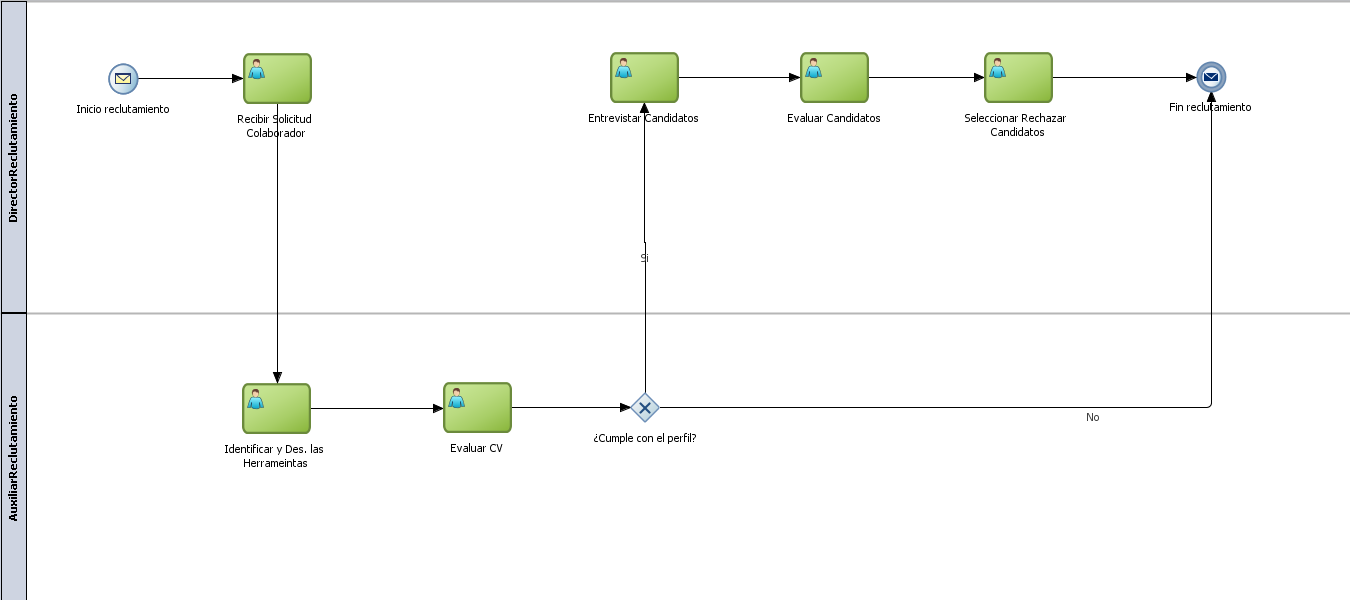 DirectorReclutamiento
Inicio reclutamiento
Recibir Solicitud
Colaborador
Entrevistar Candidatos
Evaluar Candidatos
Seleccionar Rechazar
Candidatos
Fin reclutamiento
Si
AuxiliarReclutamiento
Identificar y Des. las
Herrameintas
Evaluar CV
¿Cumple con el perfil?
No